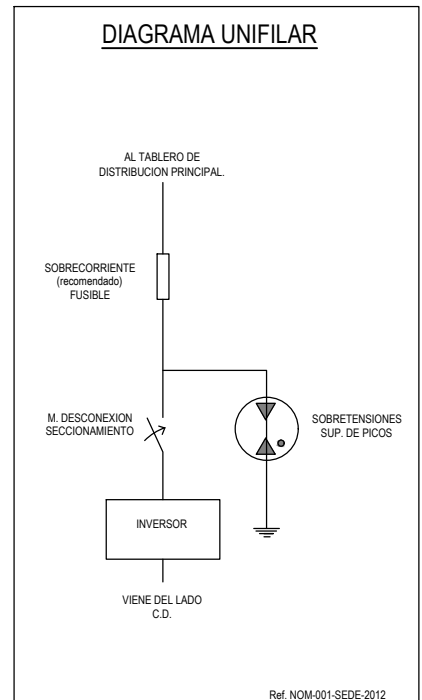 DIAGRAMA UNIFILAR
AL TABLERO DE
DISTRIBUCION PRINCIPAL.
SOBRECORRIENTE
(recomendado)
FUSIBLE
M. DESCONEXION
SECCIONAMIENTO
SOBRETENSIONES
SUP. DE PICOS
INVERSOR
VIENE DEL LADO
C.D.
Ref. NOM-001-SEDE-2012